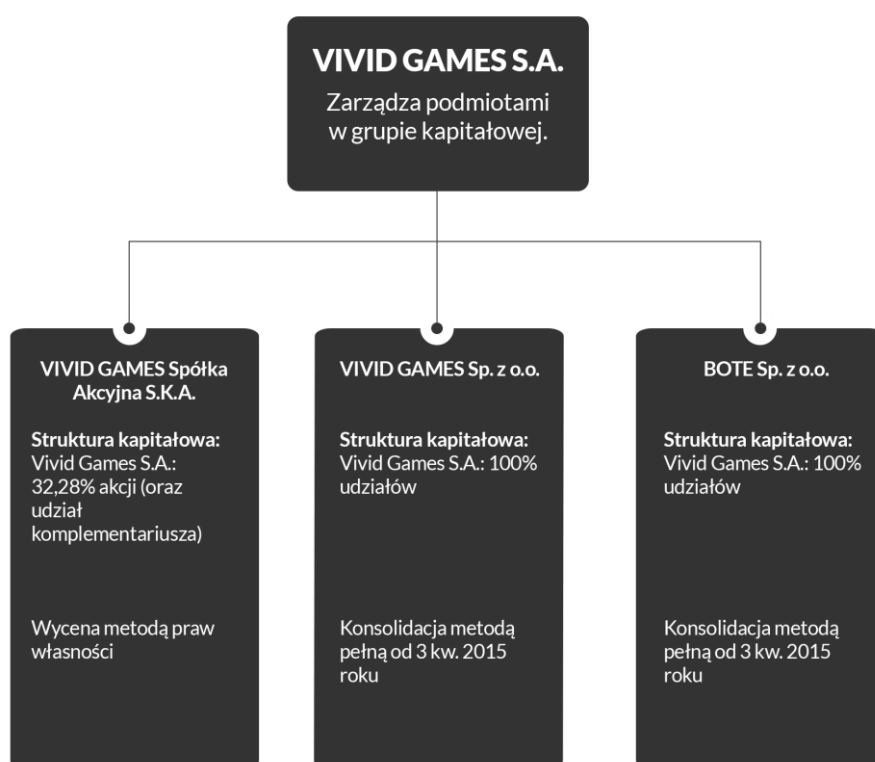 VIVID GAMES S.A.
Zarządza podmiotami
w grupie kapitałowej.
VIVID GAMES Spółka
Akcyjna S.K.A.
Struktura kapitałowa:
Vivid Games S.A.:
32,28% akcji (oraz
udział
komplementariusza)
Wycena metodą praw
własności
VIVID GAMES Sp. z o.o.
Struktura kapitałowa:
Vivid Games S.A.: 100%
udziałów
Konsolidacja metodą
pełną od 3 kw. 2015
roku
BOTE Sp. z o.o.
Struktura kapitałowa:
Vivid Games S.A.: 100%
udziałów
Konsolidacja metodą
pełną od 3 kw. 2015
roku